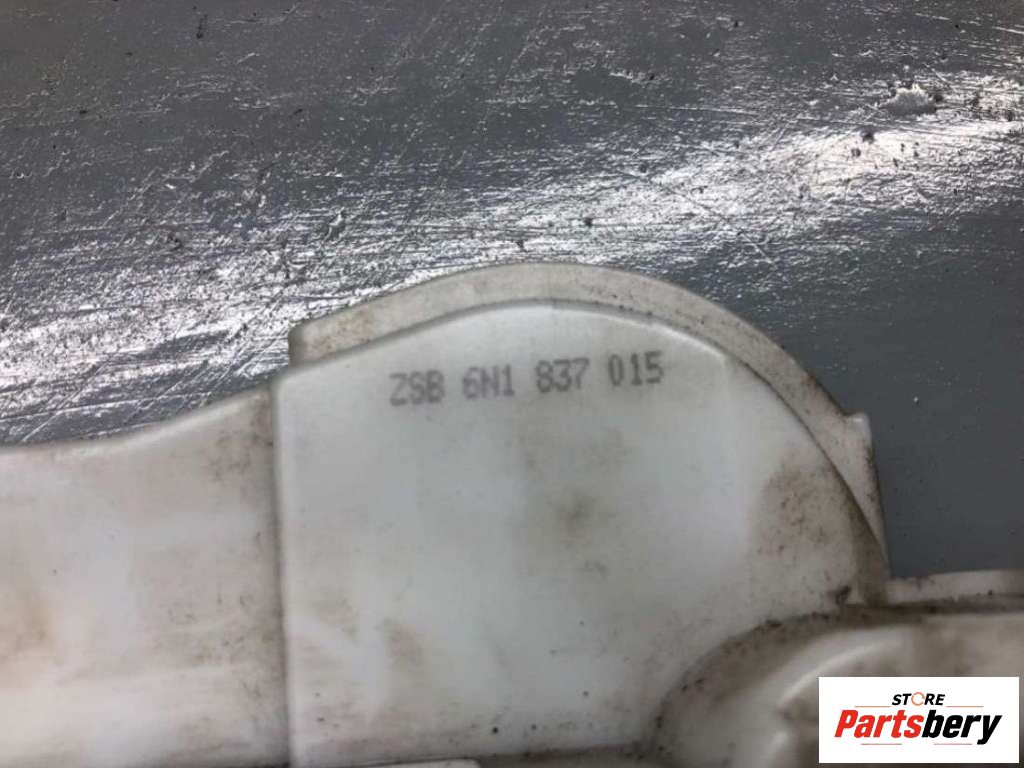 ZSB 6N1 837 015
STORE
Partsbery